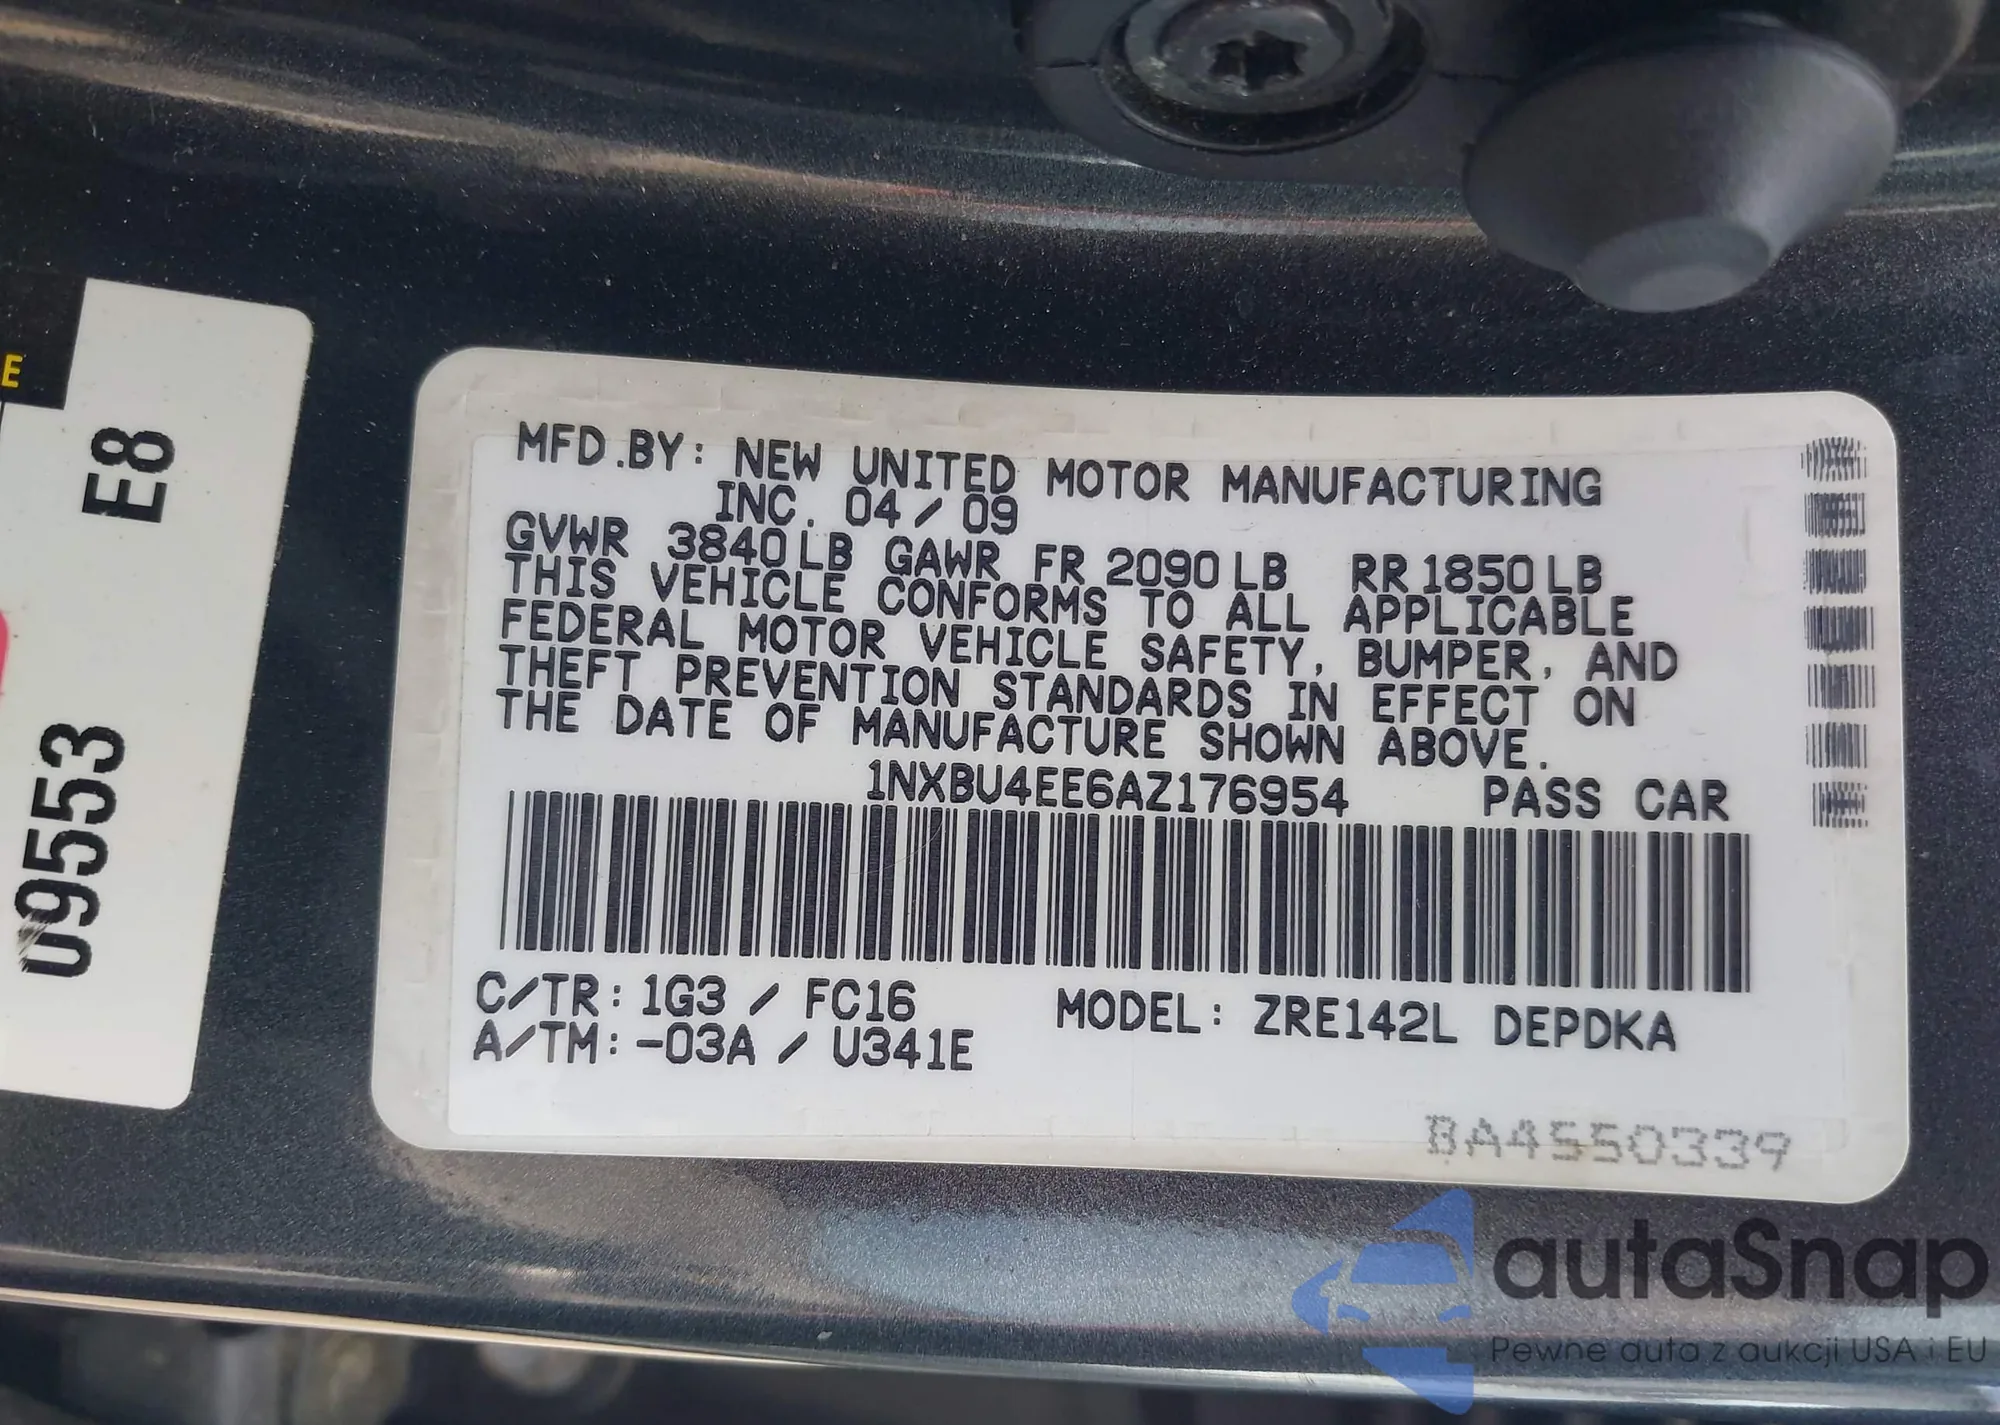 E
E8
09553
MFD.BY: NEW UNITED MOTOR MANUFACTURING
INC. 04/09
GVWR 3840LB GAWR FR 2090LB RR1850LB
THIS VEHICLE CONFORMS TO ALL APPLICABLE
FEDERAL MOTOR VEHICLE SAFETY, BUMPER, AND
THEFT PREVENTION STANDARDS IN EFFECT ON
THE DATE OF MANUFACTURE SHOWN ABOVE.
1NXBU4EE6AZ176954 PASS CAR
C/TR: 1G3 / FC16 MODEL: ZRE142L DEPDKA
A/TM: -03A / U341E
BA4550339
autaSnap
Pewne auta z aukcji USA i EU